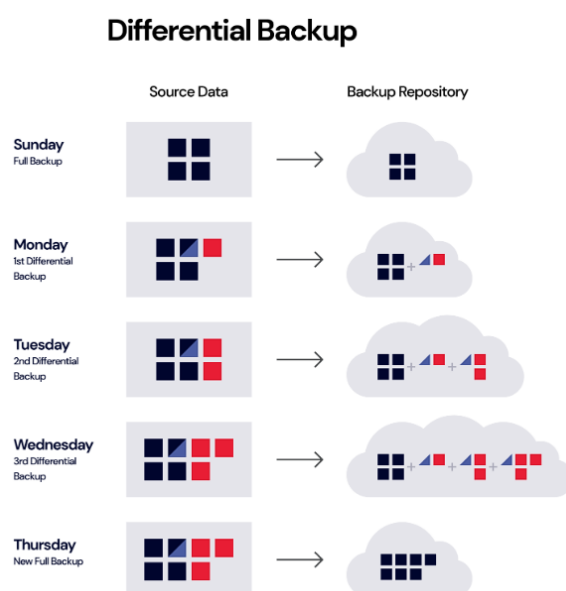 Differential Backup
Source Data
Backup Repository
Sunday
Full Backup
Monday
1st Differential
Backup
+
Tuesday
2nd Differential
Backup
+ +
Wednesday
3rd Differential
Backup
+ + +
Thursday
New Full Backup